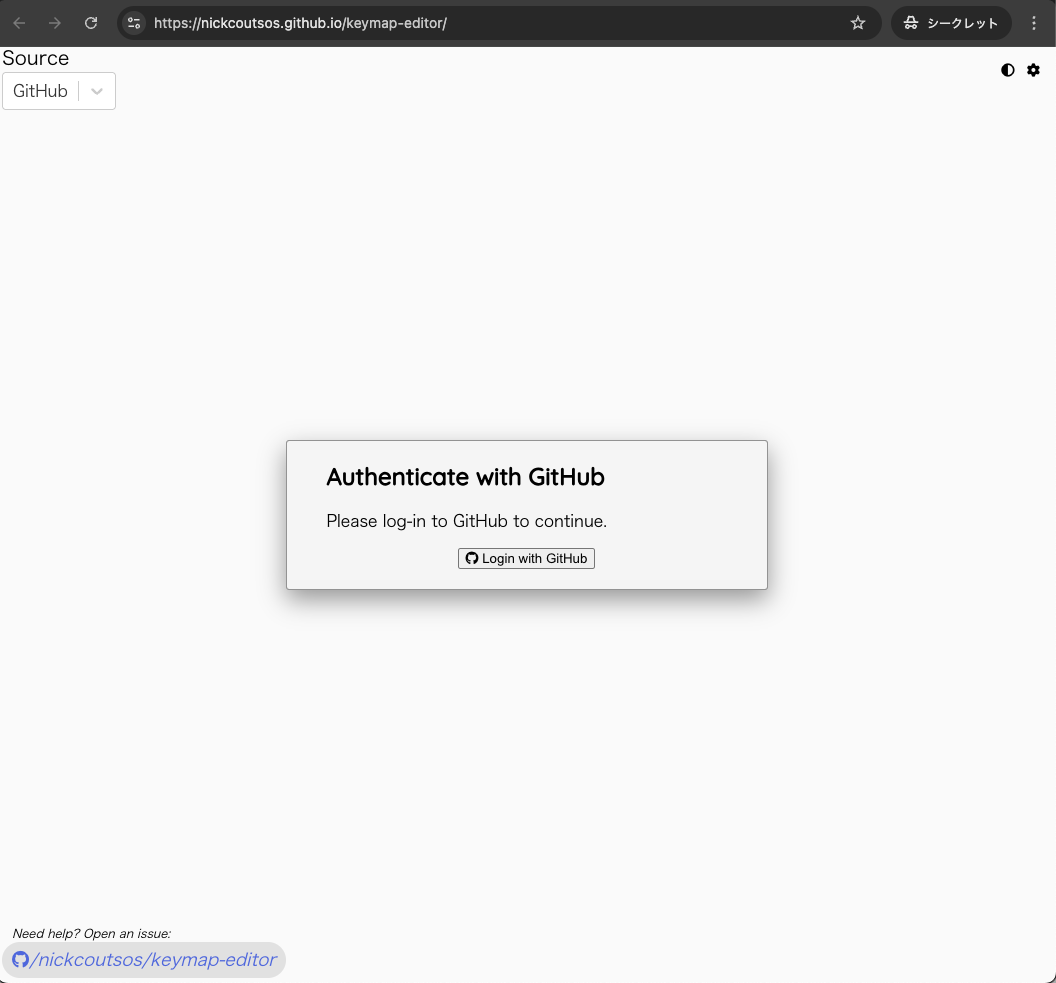 https://nickcoutsos.github.io/keymap-editor/
シークレット
Source
GitHub
Authenticate with GitHub
Please log-in to GitHub to continue.
Login with GitHub
Need help? Open an issue:
/nickcoutsos/keymap-editor